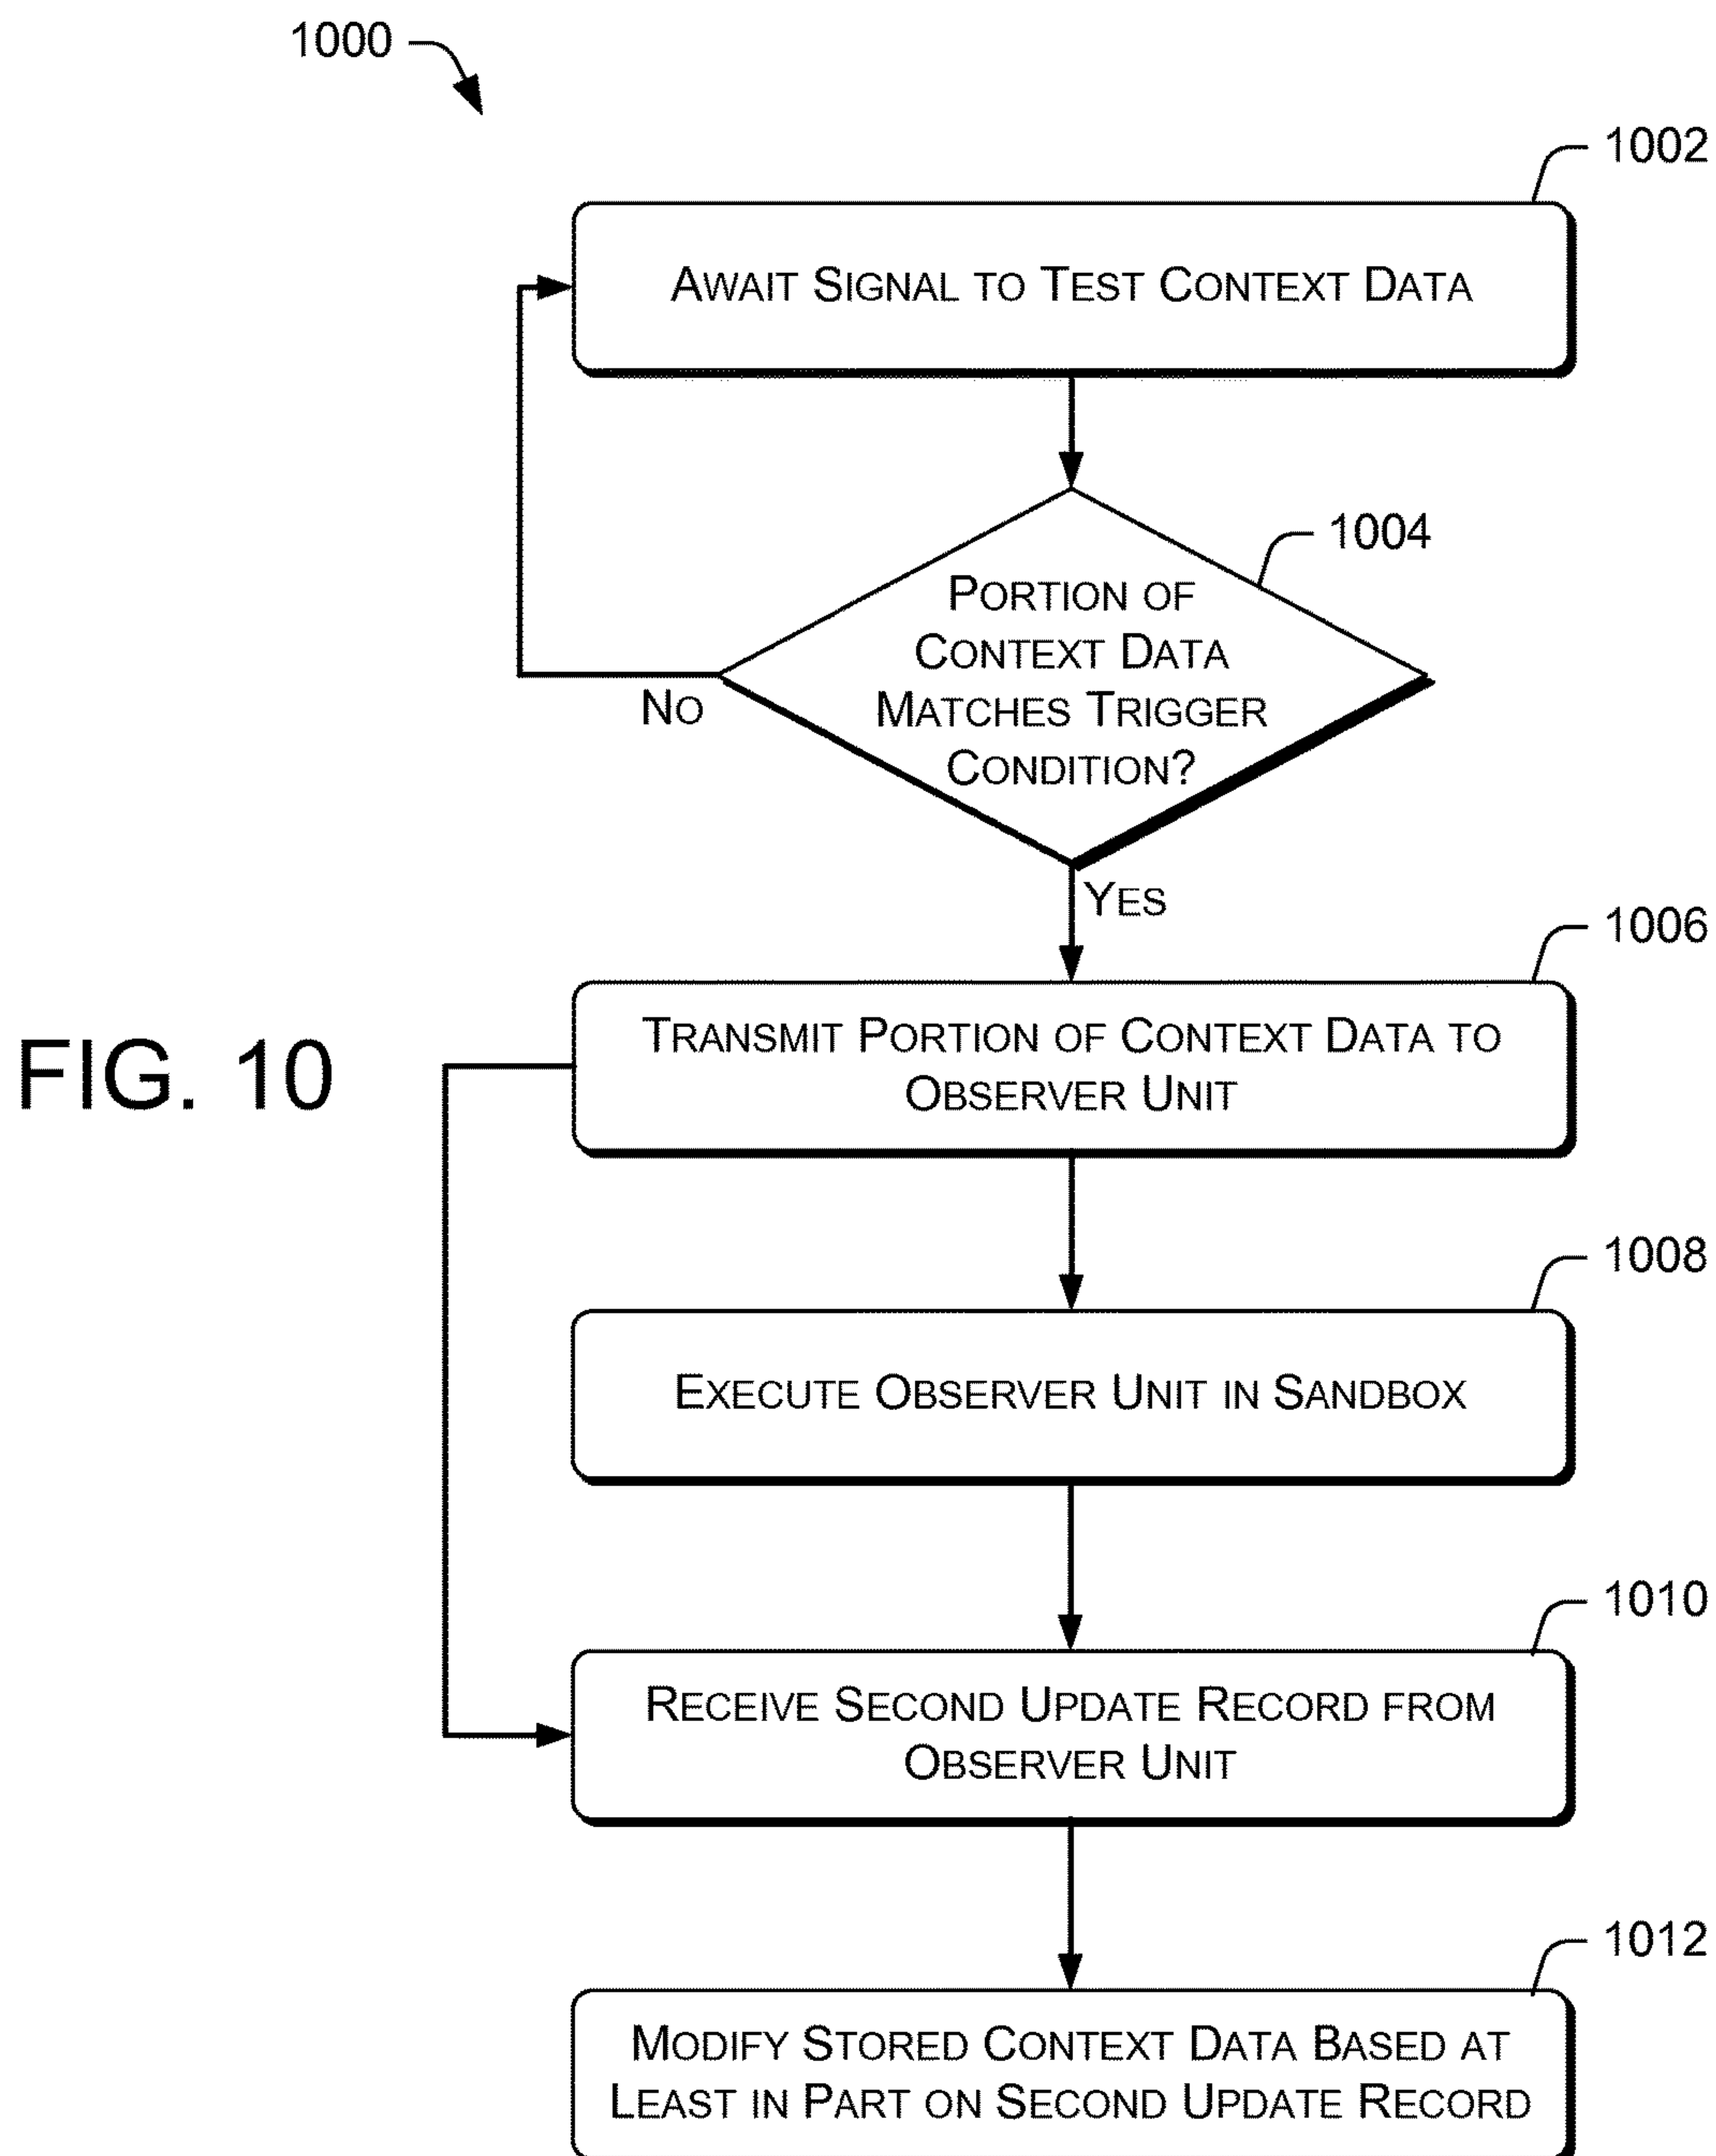 1000
1002
AWAIT SIGNAL TO TEST CONTEXT DATA
1004
PORTION OF
CONTEXT DATA
MATCHES TRIGGER
CONDITION?
NO
YES
1006
TRANSMIT PORTION OF CONTEXT DATA TO
OBSERVER UNIT
FIG. 10
1008
EXECUTE OBSERVER UNIT IN SANDBOX
1010
RECEIVE SECOND UPDATE RECORD FROM
OBSERVER UNIT
1012
MODIFY STORED CONTEXT DATA BASED AT
LEAST IN PART ON SECOND UPDATE RECORD